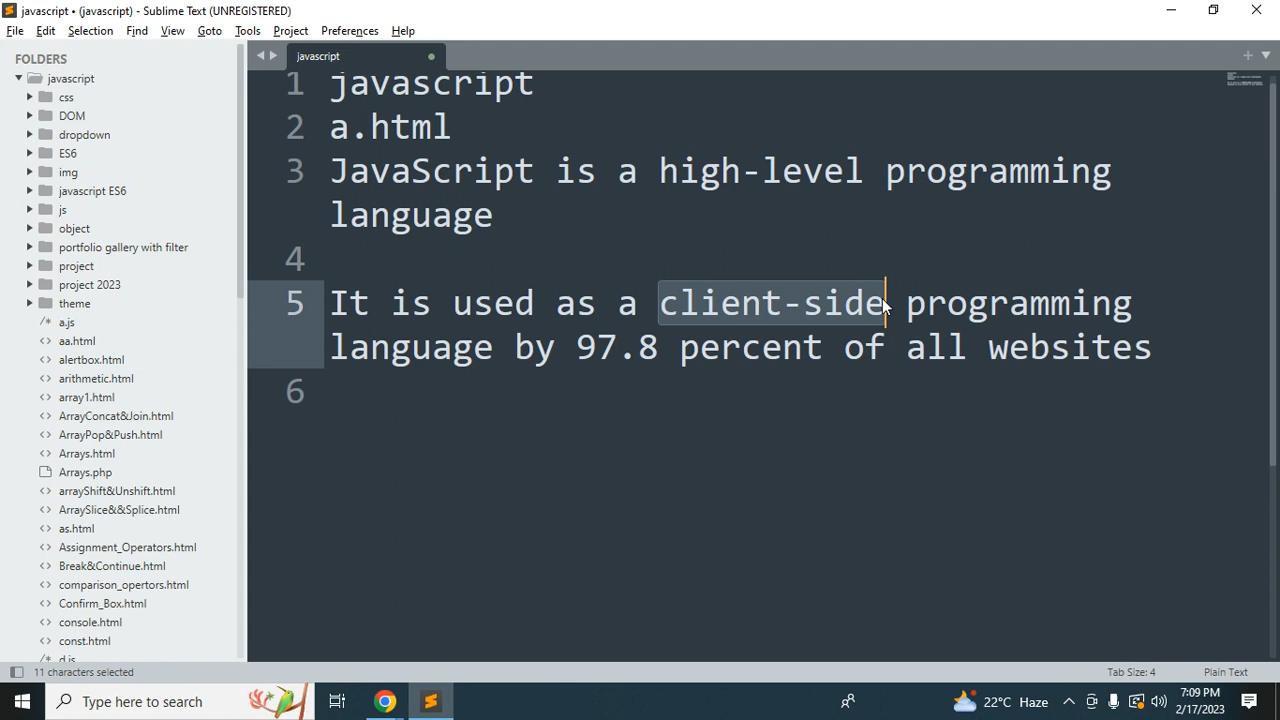 javascript • (javascript) - Sublime Text (UNREGISTERED)
File Edit Selection Find View Goto Tools Project Preferences Help
FOLDERS
javascript
css
DOM
dropdown
ES6
img
javascript ES6
js
object
portfolio gallery with filter
project
project 2023
theme
/* a.js
<> aa.html
<> alertbox.html
<> arithmetic.html
<> array1.html
<> ArrayConcat&Join.html
<> ArrayPop&Push.html
<> Arrays.html
Arrays.php
<> arrayShift&Unshift.html
<> ArraySlice&&Splice.html
<> as.html
<> Assignment_Operators.html
<> Break&Continue.html
<> comparison_opertors.html
<> Confirm_Box.html
<> console.html
<> const.html
/* d.js
javascript
1 javascript
2 a.html
3 JavaScript is a high-level programming
language
4
5 It is used as a client-side programming
language by 97.8 percent of all websites
6
11 characters selected
Tab Size: 4
Plain Text
Type here to search
22°C Haze
7:09 PM
2/17/2023